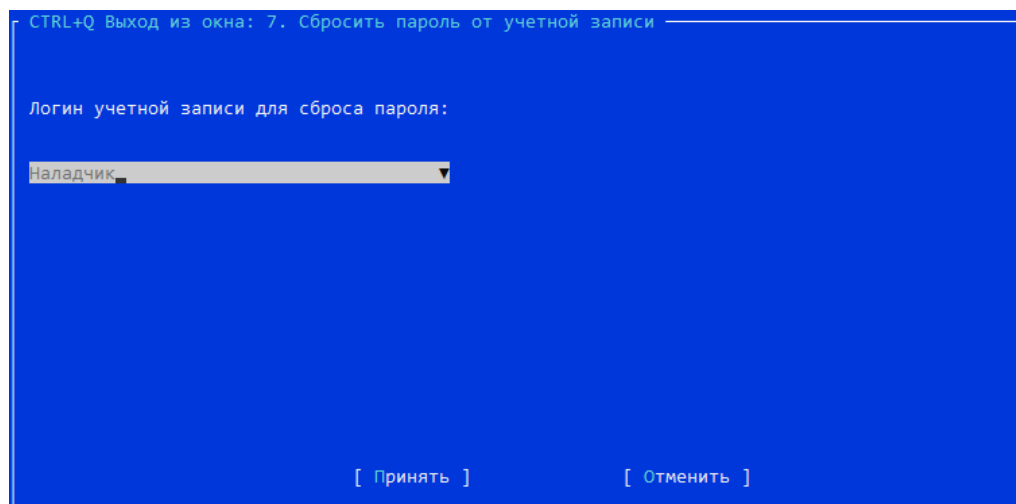 CTRL+Q Выход из окна: 7. Сбросить пароль от учетной записи
Логин учетной записи для сброса пароля:
Наладчик
[ Принять ] [ Отменить ]